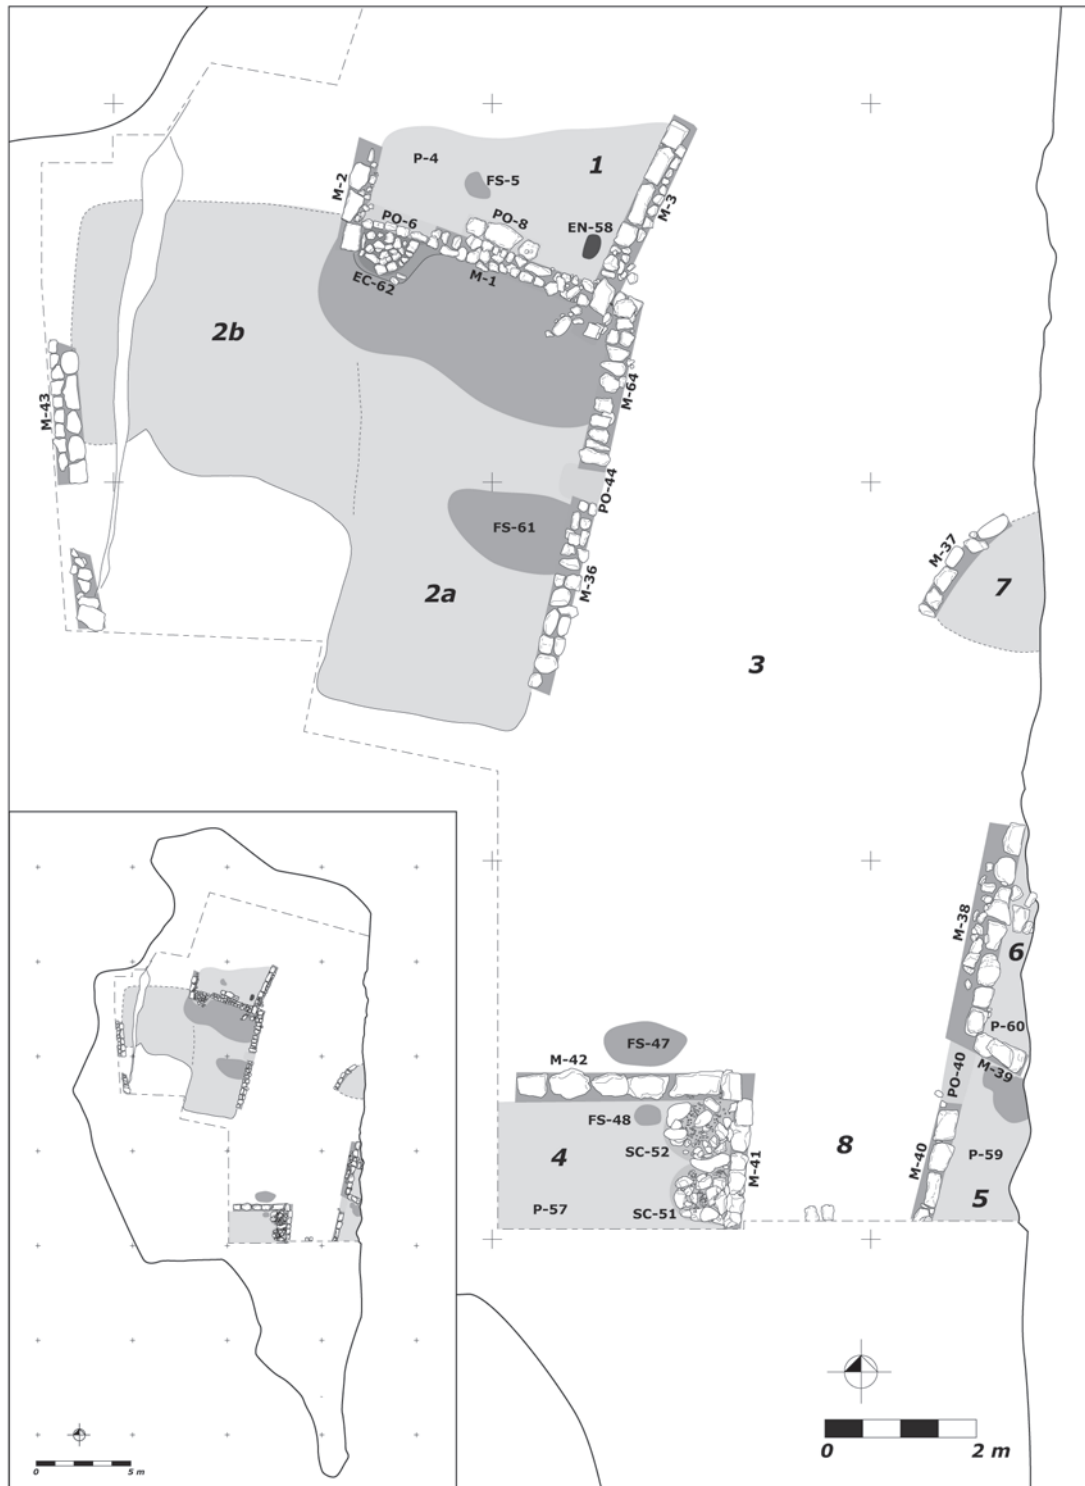 P-4
1
FS-5
M-2
M-3
PO-6
PO-8
EN-58
EC-62
M-1
2b
M-64
M-43
PO-44
FS-61
M-36
2a
M-37
7
3
M-38
6
P-60
FS-47
M-42
M-39
PO-40
FS-48
4
SC-52
M-41
8
M-40
P-59
P-57
SC-51
5
0 2 m
0 5 m